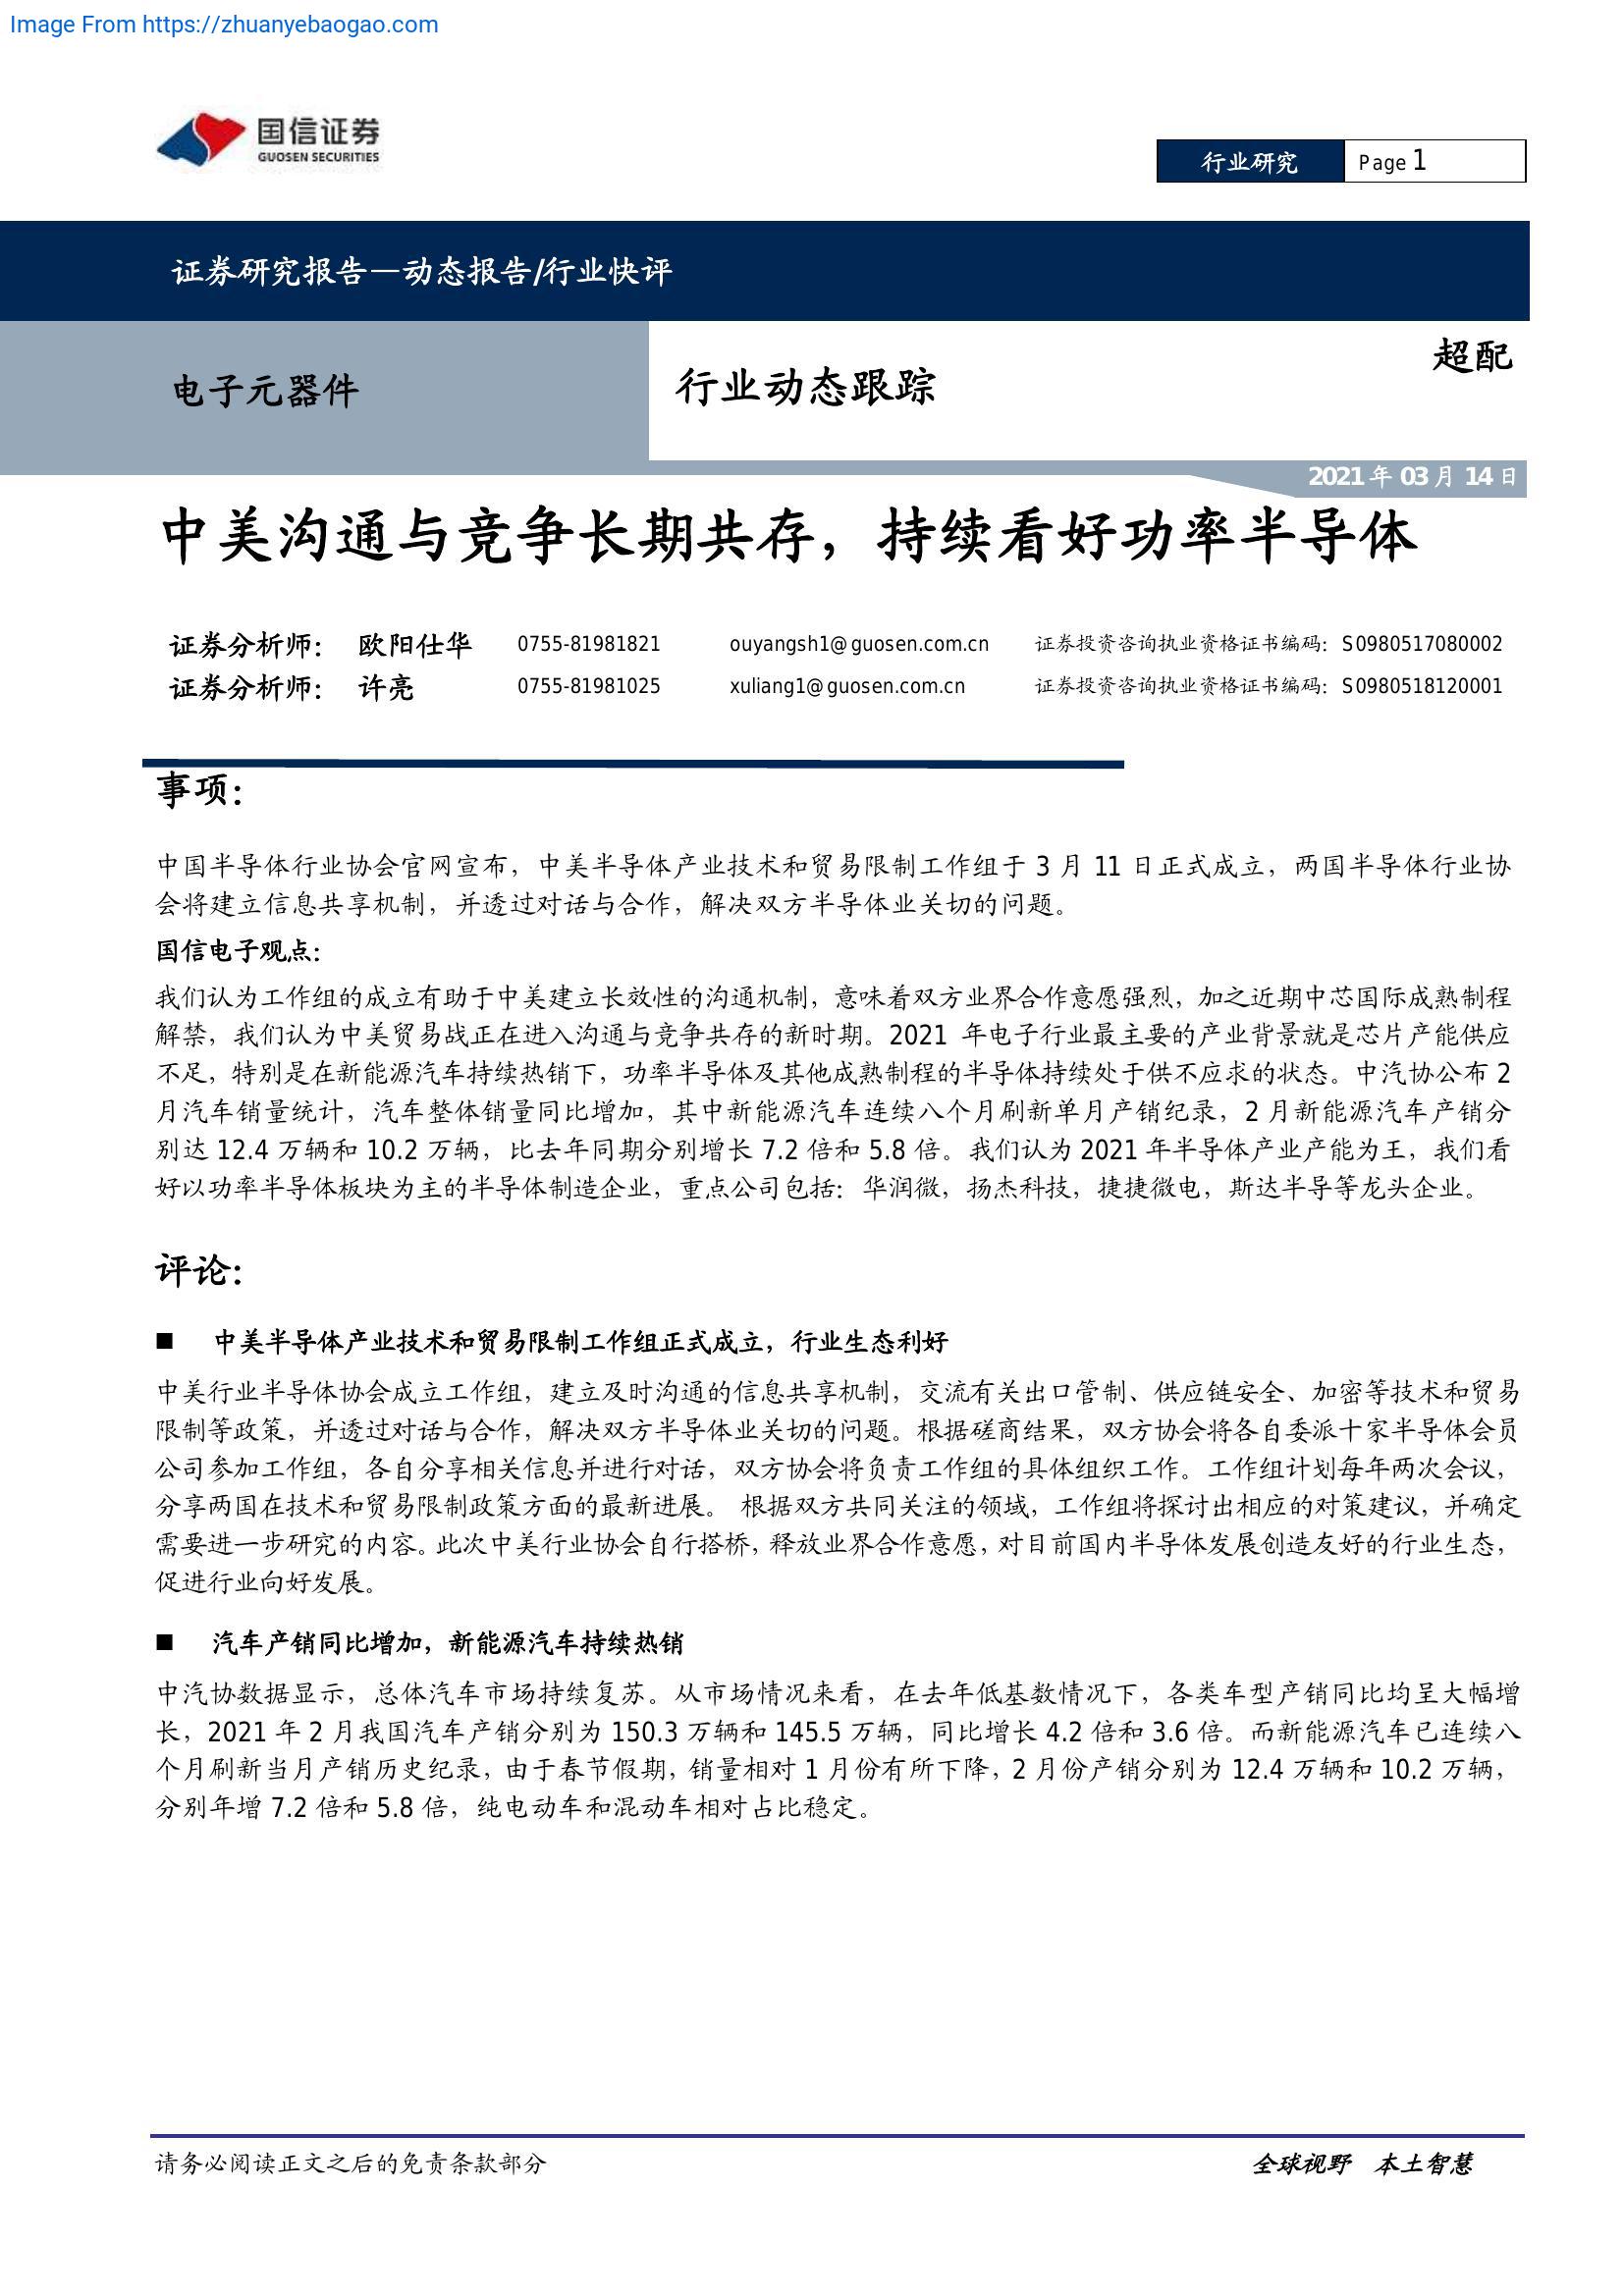 Image From https://zhuanyebaogao.com
国信证券
GUOSEN SECURITIES
行业研究 Page 1
证券研究报告—动态报告/行业快评
电子元器件
行业动态跟踪
超配
2021 年 03 月 14 日
中美沟通与竞争长期共存，持续看好功率半导体
证券分析师： 欧阳仕华 0755-81981821 ouyangsh1@guosen.com.cn 证券投资咨询执业资格证书编码：S0980517080002
证券分析师： 许亮 0755-81981025 xuliang1@guosen.com.cn 证券投资咨询执业资格证书编码：S0980518120001
事项：
中国半导体行业协会官网宣布，中美半导体产业技术和贸易限制工作组于 3 月 11 日正式成立，两国半导体行业协
会将建立信息共享机制，并透过对话与合作，解决双方半导体业关切的问题。
国信电子观点：
我们认为工作组的成立有助于中美建立长效性的沟通机制，意味着双方业界合作意愿强烈，加之近期中芯国际成熟制程
解禁，我们认为中美贸易战正在进入沟通与竞争共存的新时期。2021 年电子行业最主要的产业背景就是芯片产能供应
不足，特别是在新能源汽车持续热销下，功率半导体及其他成熟制程的半导体持续处于供不应求的状态。中汽协公布 2
月汽车销量统计，汽车整体销量同比增加，其中新能源汽车连续八个月刷新单月产销纪录，2 月新能源汽车产销分
别达 12.4 万辆和 10.2 万辆，比去年同期分别增长 7.2 倍和 5.8 倍。我们认为 2021 年半导体产业产能为王，我们看
好以功率半导体板块为主的半导体制造企业，重点公司包括：华润微，扬杰科技，捷捷微电，斯达半导等龙头企业。
评论：
■ 中美半导体产业技术和贸易限制工作组正式成立，行业生态利好
中美行业半导体协会成立工作组，建立及时沟通的信息共享机制，交流有关出口管制、供应链安全、加密等技术和贸易
限制等政策，并透过对话与合作，解决双方半导体业关切的问题。根据磋商结果，双方协会将各自委派十家半导体会员
公司参加工作组，各自分享相关信息并进行对话，双方协会将负责工作组的具体组织工作。工作组计划每年两次会议，
分享两国在技术和贸易限制政策方面的最新进展。 根据双方共同关注的领域，工作组将探讨出相应的对策建议，并确定
需要进一步研究的内容。此次中美行业协会自行搭桥，释放业界合作意愿，对目前国内半导体发展创造友好的行业生态，
促进行业向好发展。
■ 汽车产销同比增加，新能源汽车持续热销
中汽协数据显示，总体汽车市场持续复苏。从市场情况来看，在去年低基数情况下，各类车型产销同比均呈大幅增
长，2021 年 2 月我国汽车产销分别为 150.3 万辆和 145.5 万辆，同比增长 4.2 倍和 3.6 倍。而新能源汽车已连续八
个月刷新当月产销历史纪录，由于春节假期，销量相对 1 月份有所下降，2 月份产销分别为 12.4 万辆和 10.2 万辆，
分别年增 7.2 倍和 5.8 倍，纯电动车和混动车相对占比稳定。
请务必阅读正文之后的免责条款部分
全球视野 本土智慧